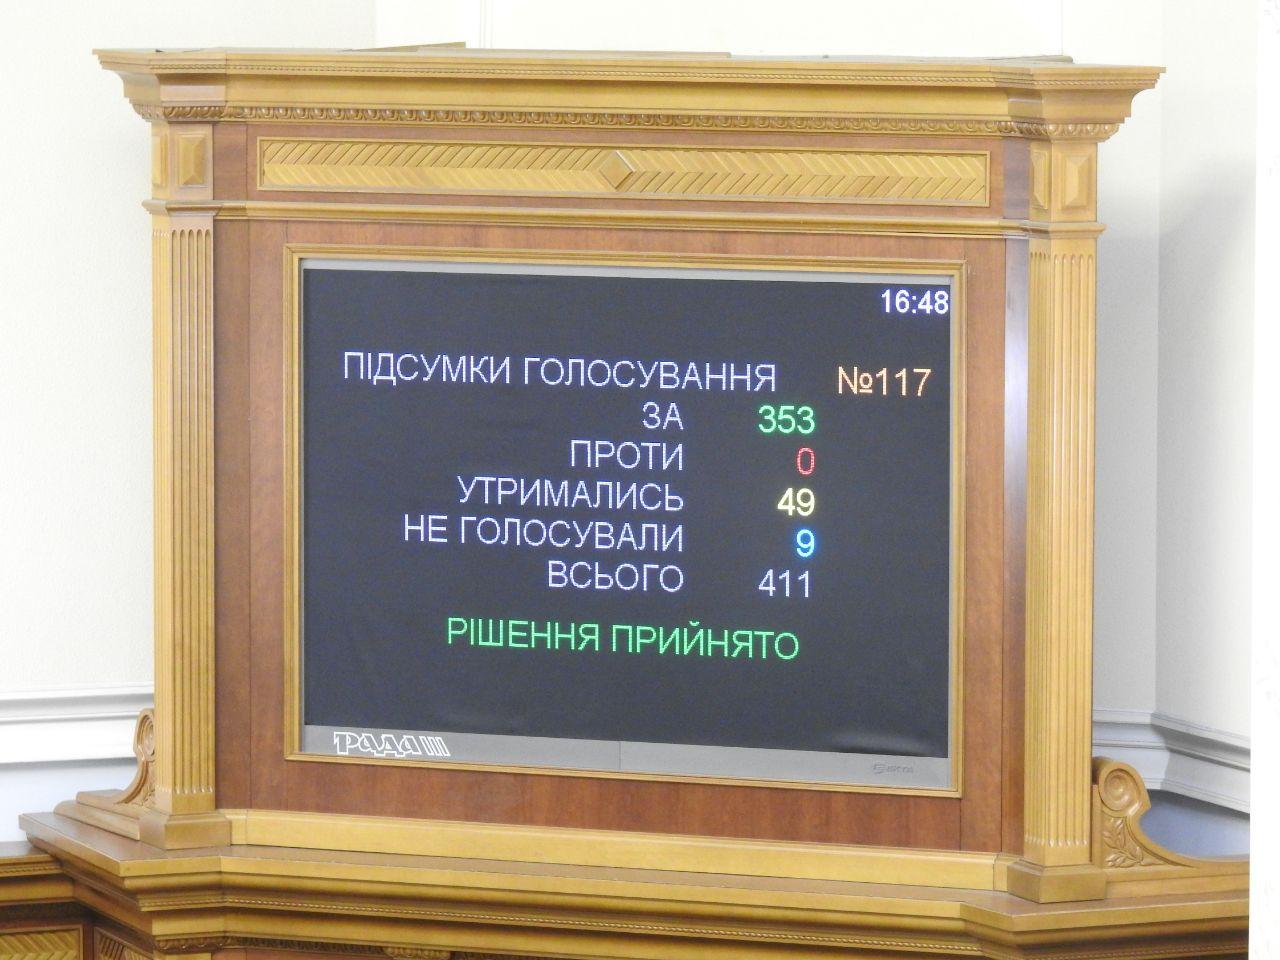 16:48
ПІДСУМКИ ГОЛОСУВАННЯ №117
ЗА 353
ПРОТИ 0
УТРИМАЛИСЬ 49
НЕ ГОЛОСУВАЛИ 9
ВСЬОГО 411
РІШЕННЯ ПРИЙНЯТО
РАДА III